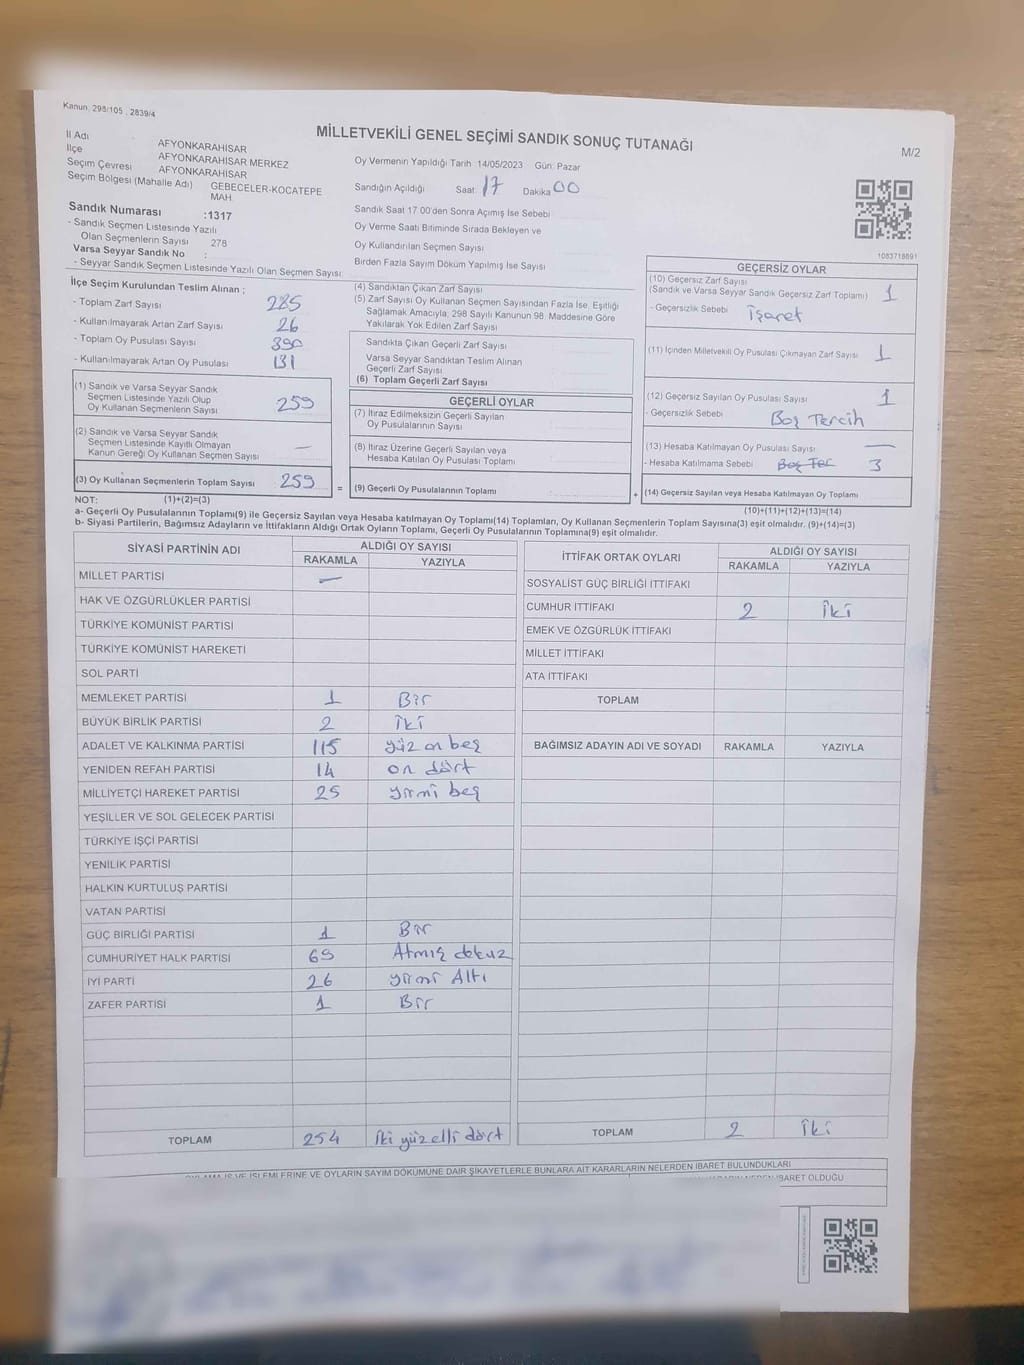 Kanun: 298/105 , 2839/4
MİLLETVEKİLİ GENEL SEÇİMİ SANDIK SONUÇ TUTANAĞI
M/2
İl Adı AFYONKARAHİSAR
İlçe AFYONKARAHİSAR MERKEZ
Seçim Çevresi AFYONKARAHİSAR
Seçim Bölgesi (Mahalle Adı) GEBECELER-KOCATEPE MAH.
Sandık Numarası :1317
- Sandık Seçmen Listesinde Yazılı
Olan Seçmenlerin Sayısı 278
Varsa Seyyar Sandık No :
- Seyyar Sandık Seçmen Listesinde Yazılı Olan Seçmen Sayısı:
Oy Vermenin Yapıldığı Tarih: 14/05/2023 Gün: Pazar
Sandığın Açıldığı Saat: 17 Dakika 00
Sandık Saat 17 00'den Sonra Açımış İse Sebebi
Oy Verme Saati Bitiminde Sırada Bekleyen ve
Oy Kullandırılan Seçmen Sayısı
Birden Fazla Sayım Döküm Yapılmış İse Sayısı
1083718891
İlçe Seçim Kurulundan Teslim Alınan ;
- Toplam Zarf Sayısı 285
- Kullanılmayarak Artan Zarf Sayısı 26
- Toplam Oy Pusulası Sayısı 390
- Kullanılmayarak Artan Oy Pusulası 131
(1) Sandık ve Varsa Seyyar Sandık
Seçmen Listesinde Yazılı Olup
Oy Kullanan Seçmenlerin Sayısı 259
(2) Sandık ve Varsa Seyyar Sandık
Seçmen Listesinde Kayıtlı Olmayan
Kanun Gereği Oy Kullanan Seçmen Sayısı —
(3) Oy Kullanan Seçmenlerin Toplam Sayısı 259
(4) Sandıktan Çıkan Zarf Sayısı
(5) Zarf Sayısı Oy Kullanan Seçmen Sayısından Fazla İse, Eşitliği
Sağlamak Amacıyla, 298 Sayılı Kanunun 98. Maddesine Göre
Yakılarak Yok Edilen Zarf Sayısı
Sandıkta Çıkan Geçerli Zarf Sayısı
Varsa Seyyar Sandıktan Teslim Alınan
Geçerli Zarf Sayısı
(6) Toplam Geçerli Zarf Sayısı
GEÇERLİ OYLAR
(7) İtiraz Edilmeksizin Geçerli Sayılan
Oy Pusulalarının Sayısı
(8) İtiraz Üzerine Geçerli Sayılan veya
Hesaba Katılan Oy Pusulası Toplamı
= (9) Geçerli Oy Pusulalarının Toplamı
GEÇERSİZ OYLAR
(10) Geçersiz Zarf Sayısı
(Sandık ve Varsa Seyyar Sandık Geçersiz Zarf Toplamı) 1
- Geçersizlik Sebebi İşaret
(11) İçinden Milletvekili Oy Pusulası Çıkmayan Zarf Sayısı 1
(12) Geçersiz Sayılan Oy Pusulası Sayısı 1
- Geçersizlik Sebebi Boş Tercih
(13) Hesaba Katılmayan Oy Pusulası Sayısı —
- Hesaba Katılmama Sebebi Boş Ter 3
+ (14) Geçersiz Sayılan veya Hesaba Katılmayan Oy Toplamı
NOT: (1)+(2)=(3)
(10)+(11)+(12)+(13)=(14)
a- Geçerli Oy Pusulasının Toplamı(9) ile Geçersiz Sayılan veya Hesaba katılmayan Oy Toplamı(14) Toplamları, Oy Kullanan Seçmenlerin Toplam Sayısına(3) eşit olmalıdır. (9)+(14)=(3)
b- Siyasi Partilerin, Bağımsız Adayların ve İttifakların Aldığı Ortak Oyların Toplamı, Geçerli Oy Pusulalarının Toplamına(9) eşit olmalıdır.
SİYASİ PARTİNİN ADI ALDIĞI OY SAYISI
RAKAMLA YAZIYLA
MİLLET PARTİSİ —
HAK VE ÖZGÜRLÜKLER PARTİSİ
TÜRKİYE KOMÜNİST PARTİSİ
TÜRKİYE KOMÜNİST HAREKETİ
SOL PARTİ
MEMLEKET PARTİSİ 1 Bir
BÜYÜK BİRLİK PARTİSİ 2 iki
ADALET VE KALKINMA PARTİSİ 115 yüz on beş
YENİDEN REFAH PARTİSİ 14 on dört
MİLLİYETÇİ HAREKET PARTİSİ 25 yirmi beş
YEŞİLLER VE SOL GELECEK PARTİSİ
TÜRKİYE İŞÇİ PARTİSİ
YENİLİK PARTİSİ
HALKIN KURTULUŞ PARTİSİ
VATAN PARTİSİ
GÜÇ BİRLİĞİ PARTİSİ 1 Bir
CUMHURİYET HALK PARTİSİ 69 Atmış dokuz
İYİ PARTİ 26 yirmi Altı
ZAFER PARTİSİ 1 Bir
TOPLAM 254 iki yüzelli dört
İTTİFAK ORTAK OYLARI ALDIĞI OY SAYISI
RAKAMLA YAZIYLA
SOSYALİST GÜÇ BİRLİĞİ İTTİFAKI
CUMHUR İTTİFAKI 2 iki
EMEK VE ÖZGÜRLÜK İTTİFAKI
MİLLET İTTİFAKI
ATA İTTİFAKI
TOPLAM
BAĞIMSIZ ADAYIN ADI VE SOYADI RAKAMLA YAZIYLA
TOPLAM 2 iki
İŞLEMLERİNE VE OYLARIN SAYIM DÖKÜMÜNE DAİR ŞİKAYETLERLE BUNLARA AİT KARARLARIN NELERDEN İBARET BULUNDUKLARI
İBARET OLDUĞU